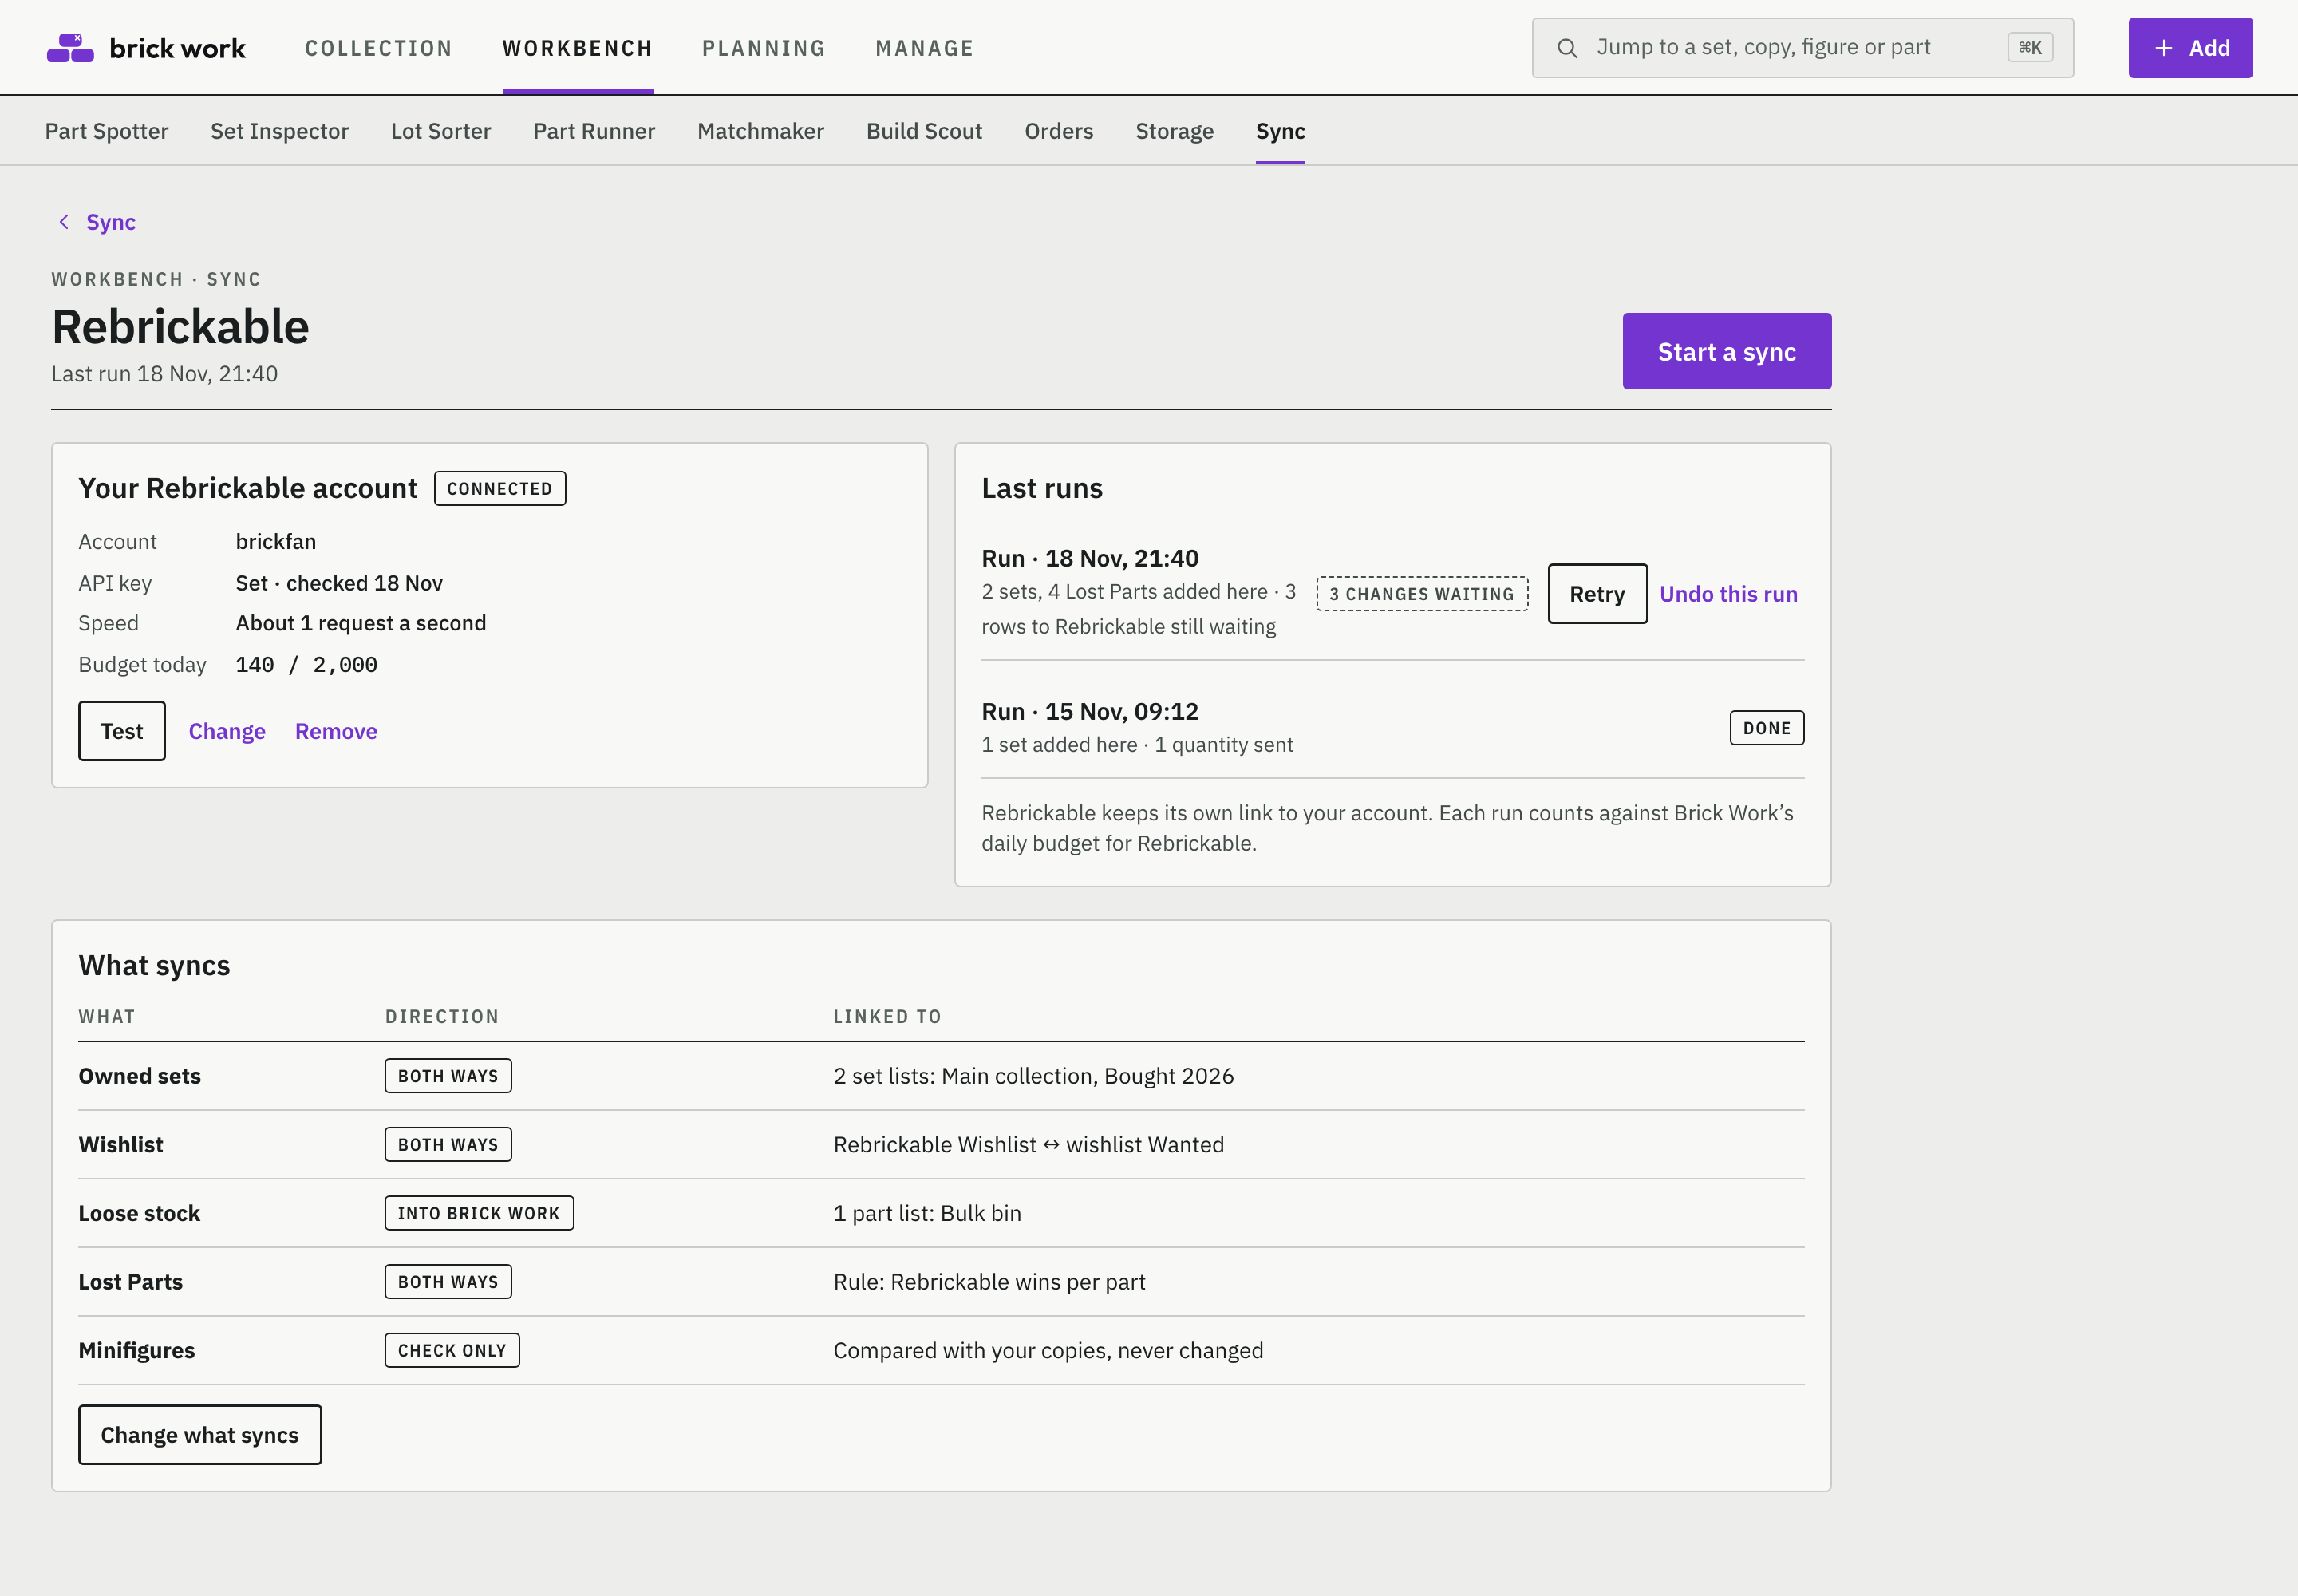 brick work
COLLECTION
WORKBENCH
PLANNING
MANAGE
Jump to a set, copy, figure or part
⌘K
+ Add
Part Spotter
Set Inspector
Lot Sorter
Part Runner
Matchmaker
Build Scout
Orders
Storage
Sync
Sync
WORKBENCH · SYNC
Rebrickable
Last run 18 Nov, 21:40
Start a sync
Your Rebrickable account
CONNECTED
Account
brickfan
API key
Set · checked 18 Nov
Speed
About 1 request a second
Budget today
140 / 2,000
Test
Change
Remove
Last runs
Run · 18 Nov, 21:40
2 sets, 4 Lost Parts added here · 3
rows to Rebrickable still waiting
3 CHANGES WAITING
Retry
Undo this run
Run · 15 Nov, 09:12
1 set added here · 1 quantity sent
DONE
Rebrickable keeps its own link to your account. Each run counts against Brick Work’s
daily budget for Rebrickable.
What syncs
WHAT
DIRECTION
LINKED TO
Owned sets
BOTH WAYS
2 set lists: Main collection, Bought 2026
Wishlist
BOTH WAYS
Rebrickable Wishlist ↔ wishlist Wanted
Loose stock
INTO BRICK WORK
1 part list: Bulk bin
Lost Parts
BOTH WAYS
Rule: Rebrickable wins per part
Minifigures
CHECK ONLY
Compared with your copies, never changed
Change what syncs